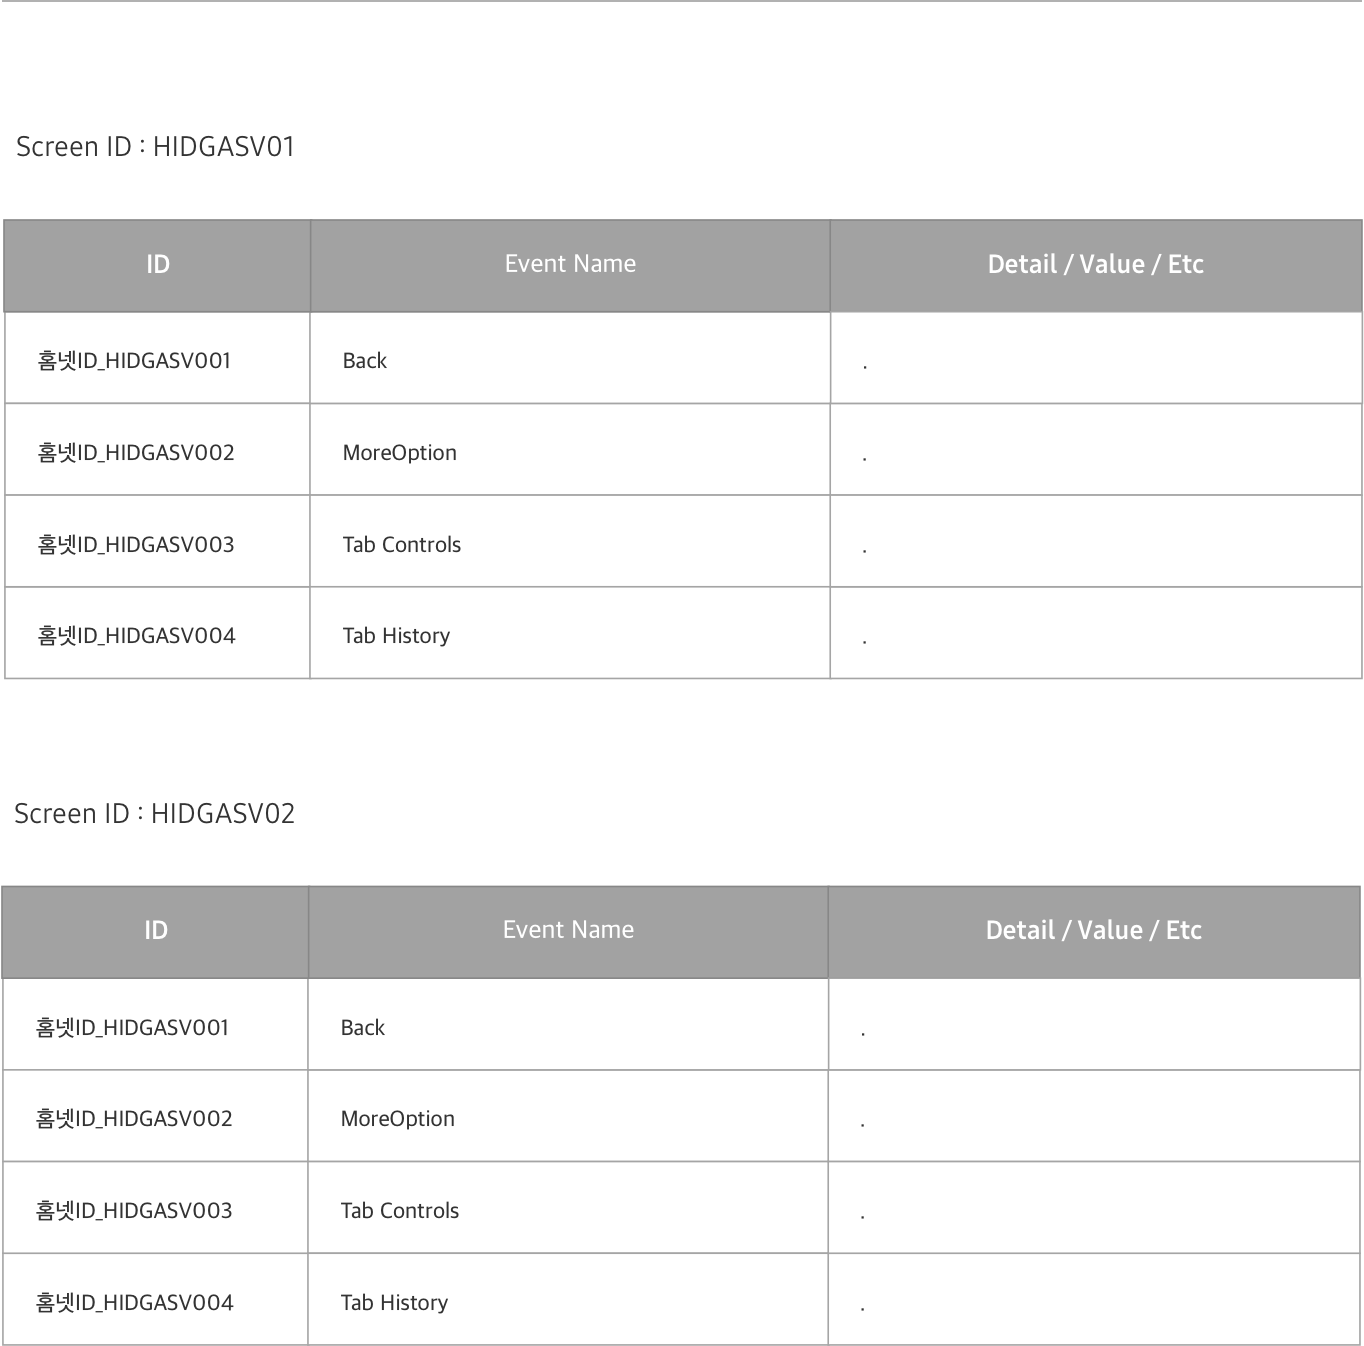 Screen ID : HIDGASV01
ID Event Name Detail / Value / Etc
홈넷ID_HIDGASV001 Back .
홈넷ID_HIDGASV002 MoreOption .
홈넷ID_HIDGASV003 Tab Controls .
홈넷ID_HIDGASV004 Tab History .
Screen ID : HIDGASV02
ID Event Name Detail / Value / Etc
홈넷ID_HIDGASV001 Back .
홈넷ID_HIDGASV002 MoreOption .
홈넷ID_HIDGASV003 Tab Controls .
홈넷ID_HIDGASV004 Tab History .